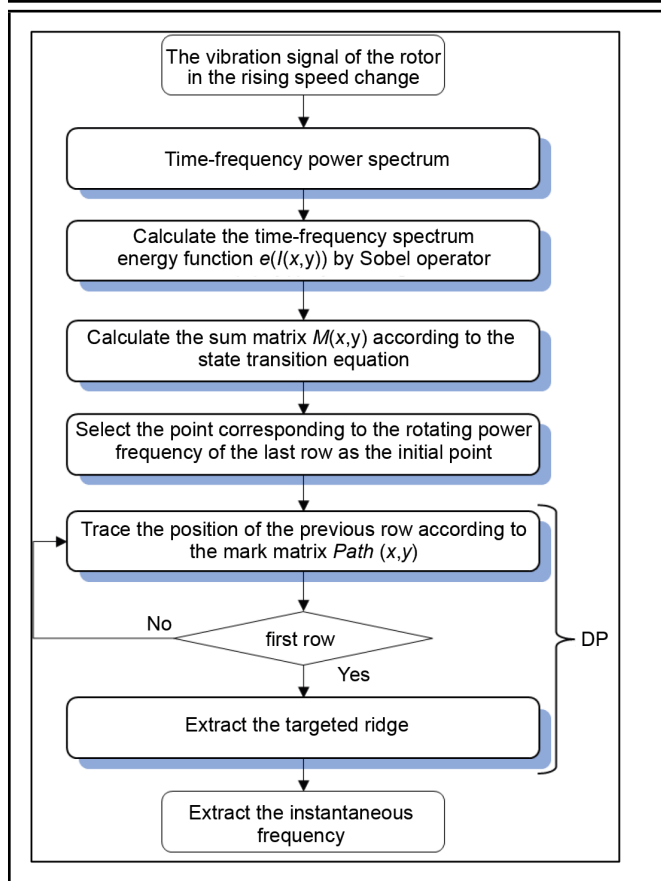 The vibration signal of the rotor
in the rising speed change
Time-frequency power spectrum
Calculate the time-frequency spectrum
energy function e(I(x,y)) by Sobel operator
Calculate the sum matrix M(x,y) according to the
state transition equation
Select the point corresponding to the rotating power
frequency of the last row as the initial point
Trace the position of the previous row according to
the mark matrix Path (x,y)
No
first row
DP
Yes
Extract the targeted ridge
Extract the instantaneous
frequency